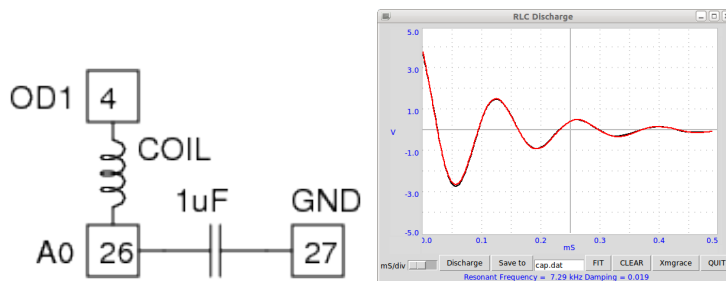 OD1 4
COIL
1uF GND
A0 26 27
RLC Discharge
5.0
3.0
1.0
V
-1.0
-3.0
-5.0
0.0 0.1 0.2 0.3 0.4 0.5
mS
mS/div Discharge Save to cap.dat FIT CLEAR Xmgrace QUIT
Resonant Frequency = 7.29 kHz Damping = 0.019